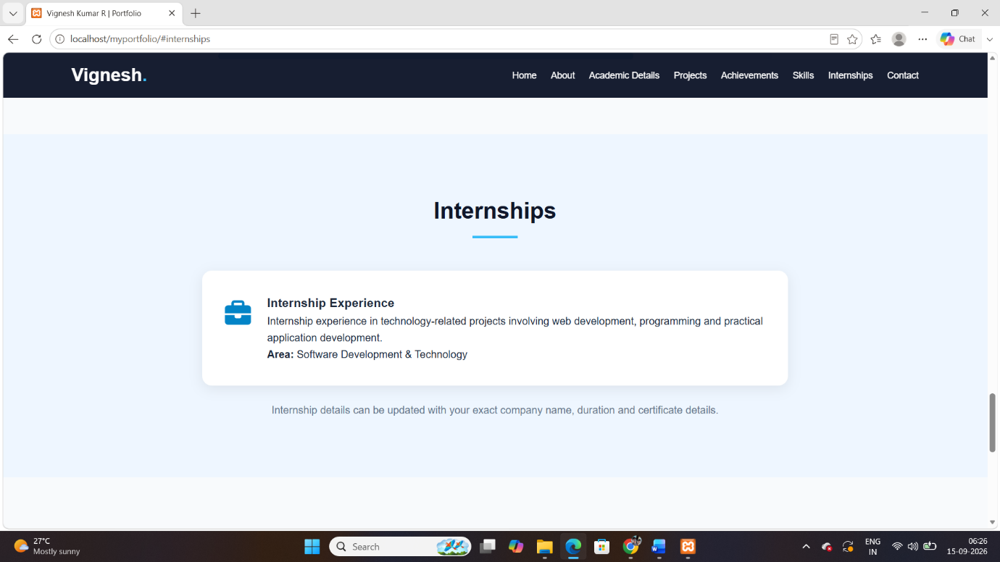 Vignesh Kumar R | Portfolio
localhost/myportfolio/#internships
Chat
Vignesh.
Home About Academic Details Projects Achievements Skills Internships Contact
Internships
Internship Experience
Internship experience in technology-related projects involving web development, programming and practical
application development.
Area: Software Development & Technology
Internship details can be updated with your exact company name, duration and certificate details.
27°C
Mostly sunny
Search
ENG
IN
06:26
15-09-2026